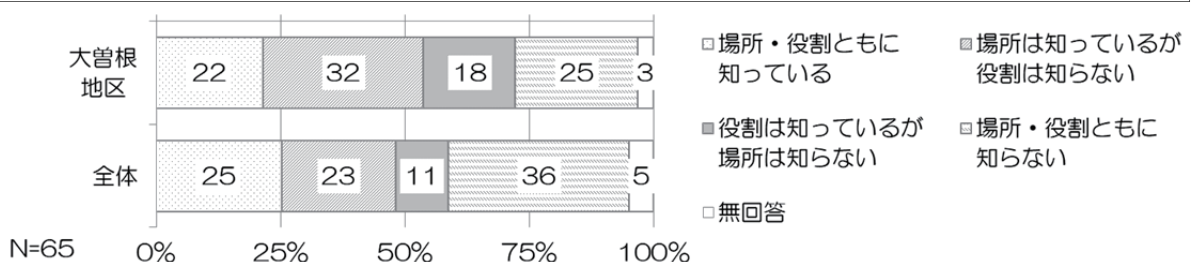 大曽根
地区
22
32
18
25
3
全体
25
23
11
36
5
N=65
0%
25%
50%
75%
100%
場所・役割ともに
知っている
場所は知っているが
役割は知らない
役割は知っているが
場所は知らない
場所・役割ともに
知らない
無回答